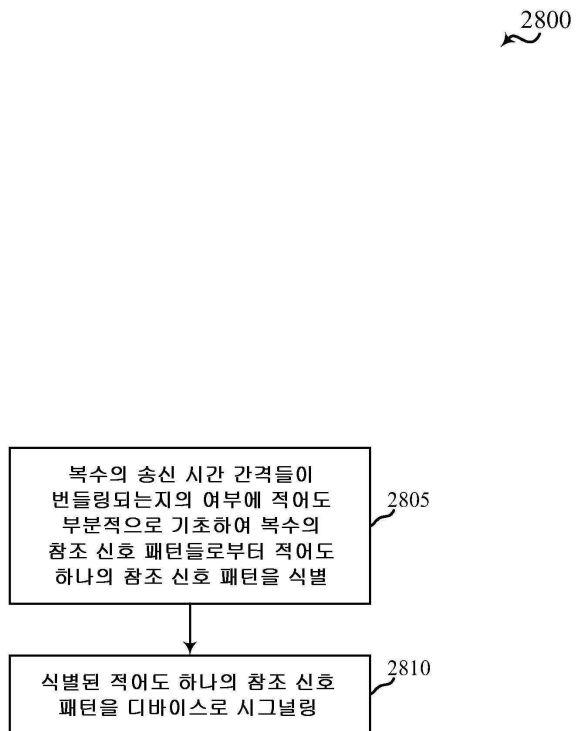 2800
복수의 송신 시간 간격들이
번들링되는지의 여부에 적어도
부분적으로 기초하여 복수의
참조 신호 패턴들로부터 적어도
하나의 참조 신호 패턴을 식별
2805
식별된 적어도 하나의 참조 신호
패턴을 디바이스로 시그널링
2810